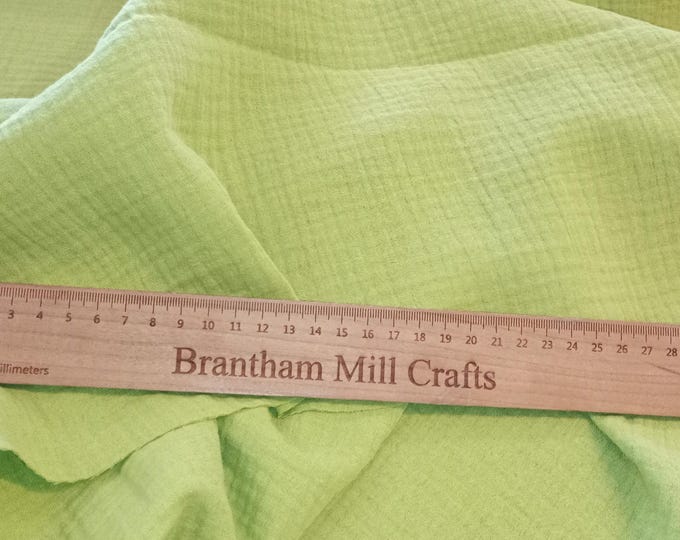 3 4 5 6 7 8 9 10 11 12 13 14 15 16 17 18 19 20 21 22 23 24 25 26 27 28
Brantham Mill Crafts
llimeters